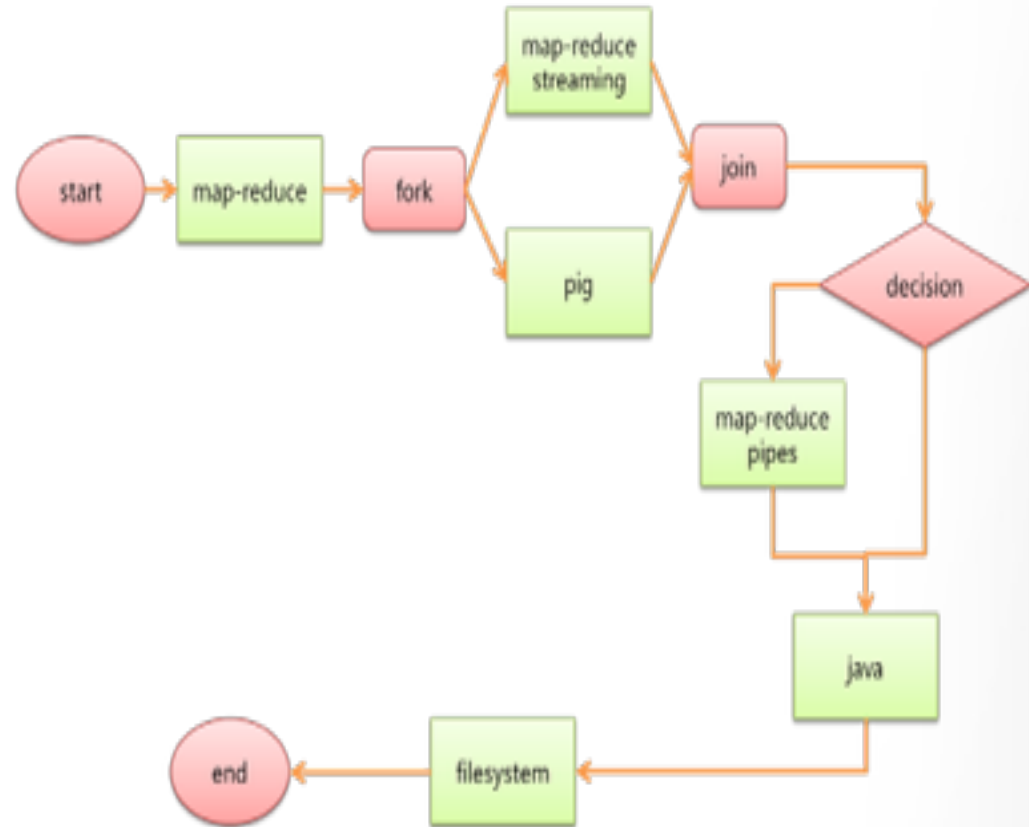 start
map-reduce
fork
map-reduce
streaming
pig
join
decision
map-reduce
pipes
java
filesystem
end